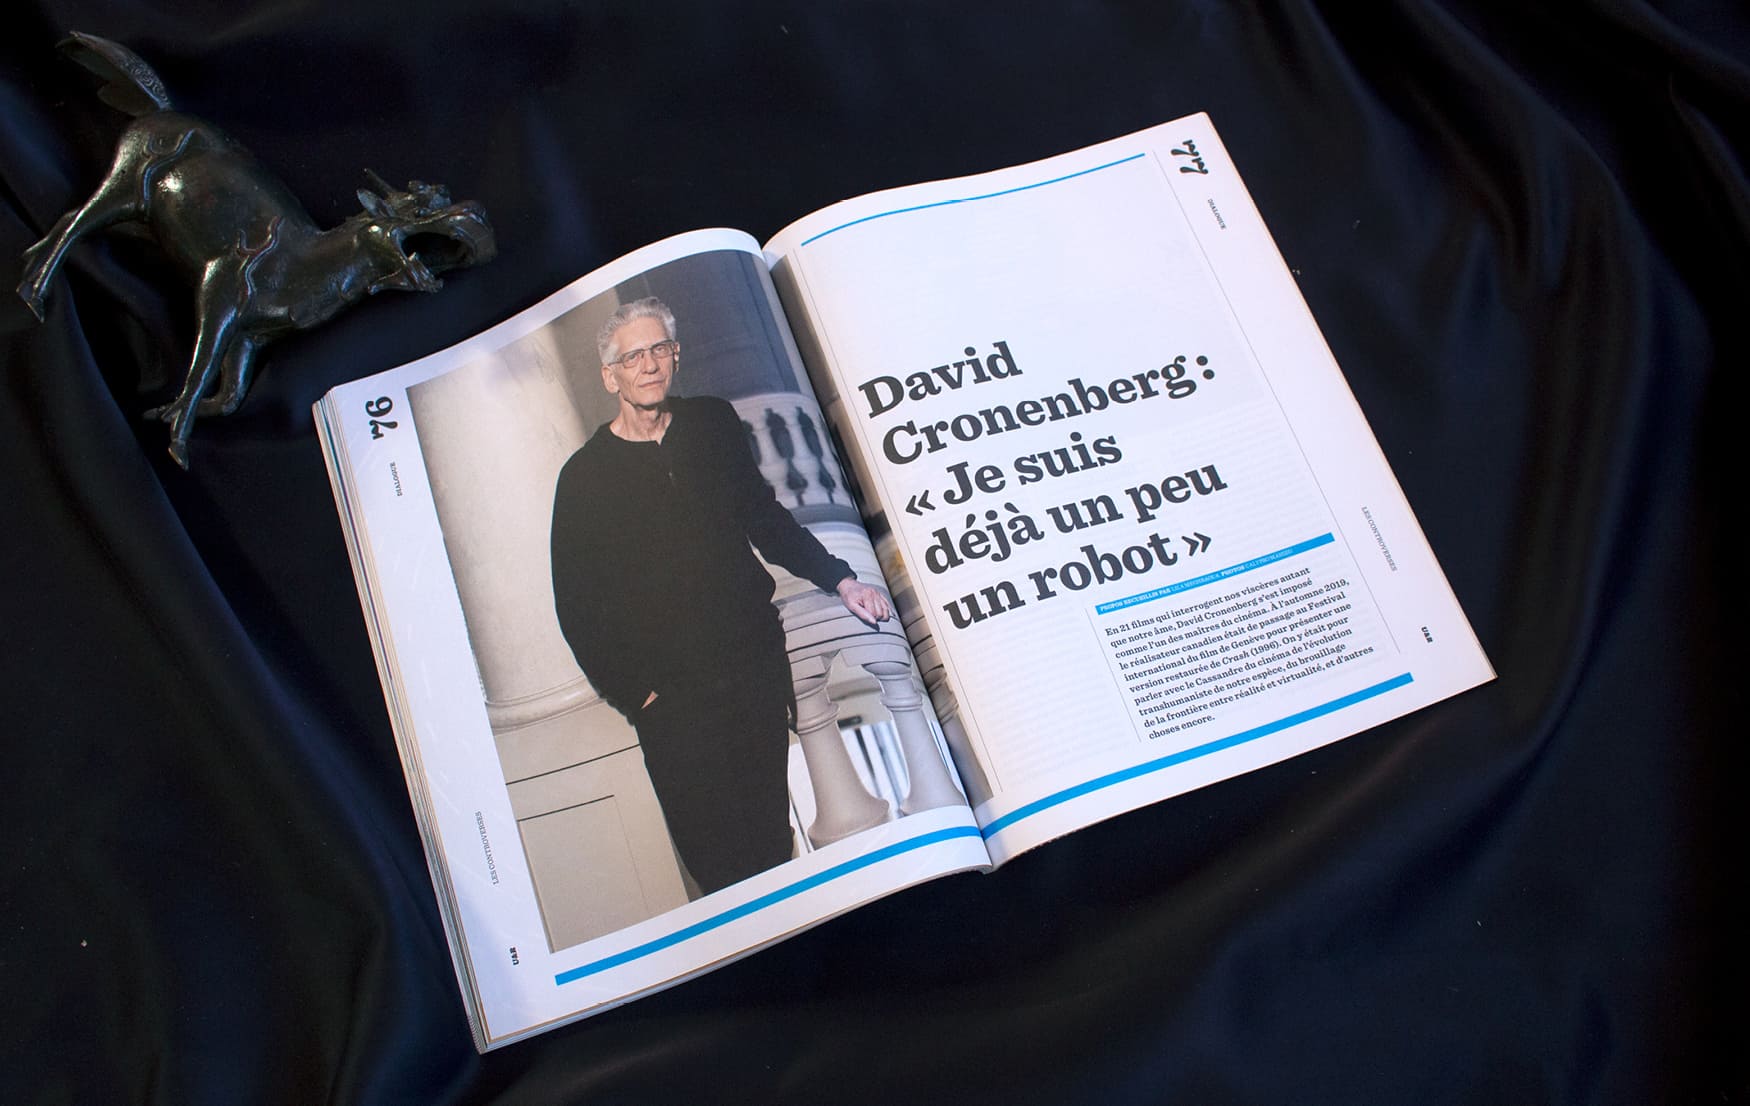 76
DIALOGUE
LES CONTROVERSES
U&R
77
DIALOGUE
LES CONTROVERSES
U&R
David
Cronenberg :
« Je suis
déjà un peu
un robot »
PROPOS RECUEILLIS PAR PHOTOS
En 21 films qui interrogent nos viscères autant
que notre âme, David Cronenberg s'est imposé
comme l'un des maîtres du cinéma. À l'automne 2019,
le réalisateur canadien était de passage au Festival
international du film de Genève pour présenter une
version restaurée de Crash (1996). On y était pour
parler avec le Cassandre du cinéma de l'évolution
transhumaniste de notre espèce, du brouillage
de la frontière entre réalité et virtualité, et d'autres
choses encore.